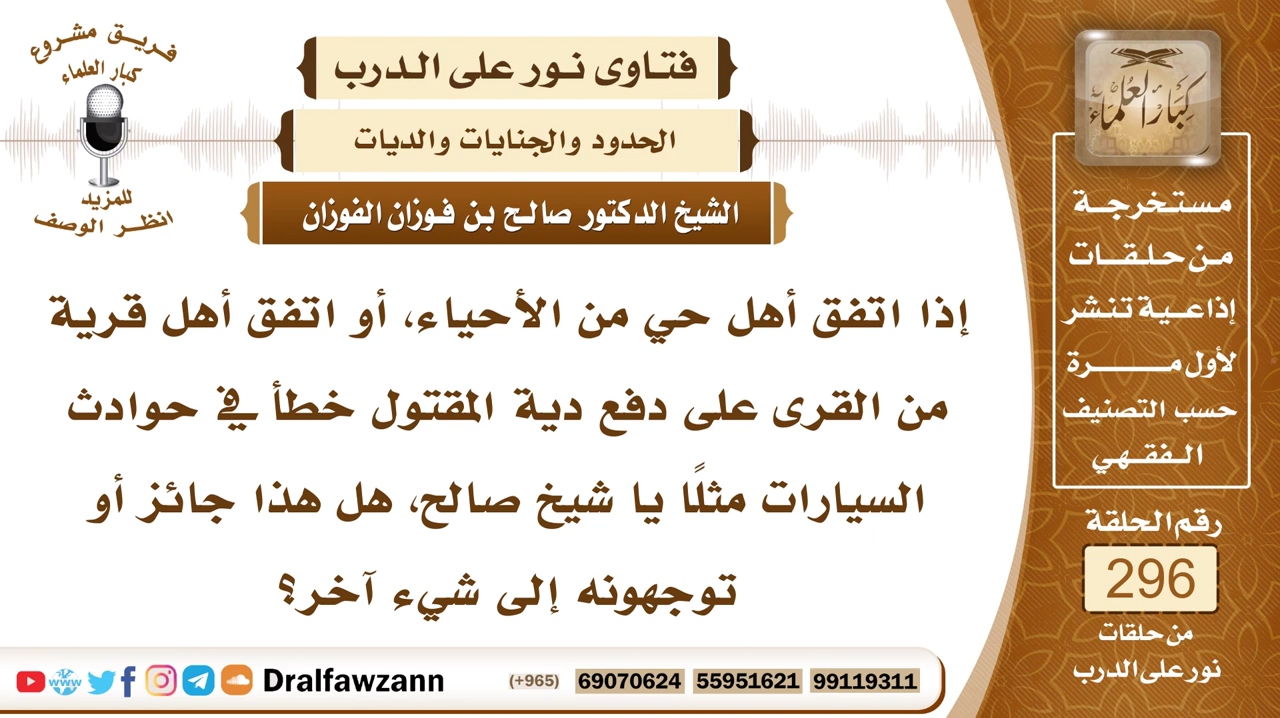 فريق مشروع
كبار العلماء
للمزيد
انظر الوصف
فتاوى نور على الدرب
الحدود والجنايات والديات
الشيخ الدكتور صالح بن فوزان الفوزان
إذا اتفق أهل حي من الأحياء، أو اتفق أهل قرية
من القرى على دفع دية المقتول خطأ في حوادث
السيارات مثلًا يا شيخ صالح، هل هذا جائز أو
توجهونه إلى شيء آخر؟
كبار العلماء
مستخرجة
من حلقات
إذاعية تنشر
لأول مرة
حسب التصنيف
الفقهي
رقم الحلقة
296
من حلقات
نور على الدرب
www Dralfawzann (+965) 69070624 55951621 99119311